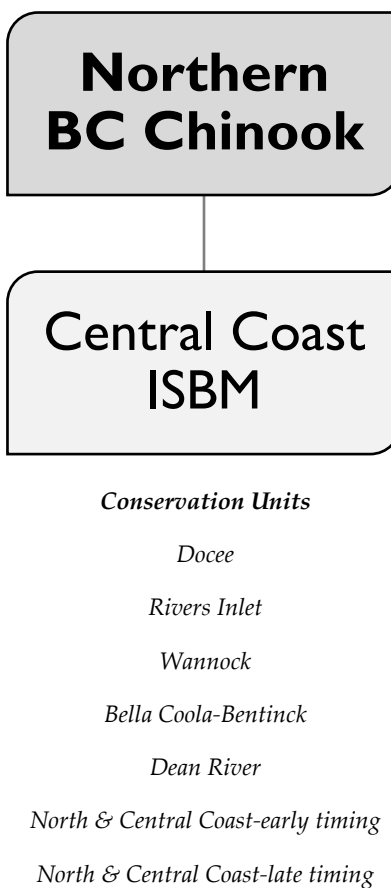 Northern
BC Chinook
Central Coast
ISBM
Conservation Units
Docee
Rivers Inlet
Wannock
Bella Coola-Bentinck
Dean River
North & Central Coast-early timing
North & Central Coast-late timing